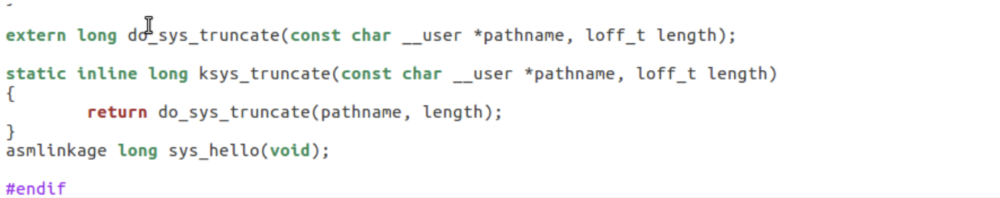 }
extern long do_sys_truncate(const char __user *pathname, loff_t length);
static inline long ksys_truncate(const char __user *pathname, loff_t length)
{
return do_sys_truncate(pathname, length);
}
asmlinkage long sys_hello(void);
#endif